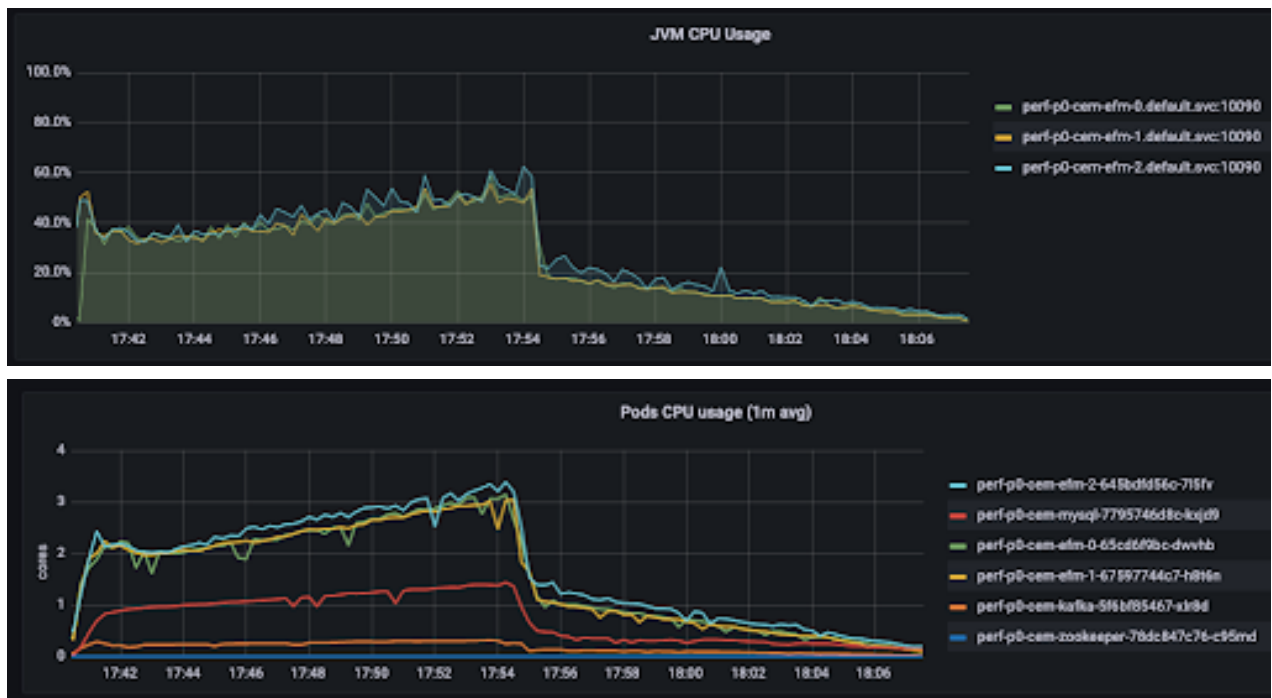 JVM CPU Usage
100.0%
80.0%
60.0%
40.0%
20.0%
0%
17:42 17:44 17:46 17:48 17:50 17:52 17:54 17:56 17:58 18:00 18:02 18:04 18:06
perf-p0-cem-efm-0.default.svc:10090
perf-p0-cem-efm-1.default.svc:10090
perf-p0-cem-efm-2.default.svc:10090
Pods CPU usage (1m avg)
cores
4
3
2
1
0
17:42 17:44 17:46 17:48 17:50 17:52 17:54 17:56 17:58 18:00 18:02 18:04 18:06
perf-p0-cem-efm-2-645bdfd56c-7l5fv
perf-p0-cem-mysql-7795746d8c-kxjd9
perf-p0-cem-efm-0-65cd6f9bc-dwvhb
perf-p0-cem-efm-1-67597744c7-h8t6n
perf-p0-cem-kafka-5f6bf85467-xlr8d
perf-p0-cem-zookeeper-78dc847c76-c95md